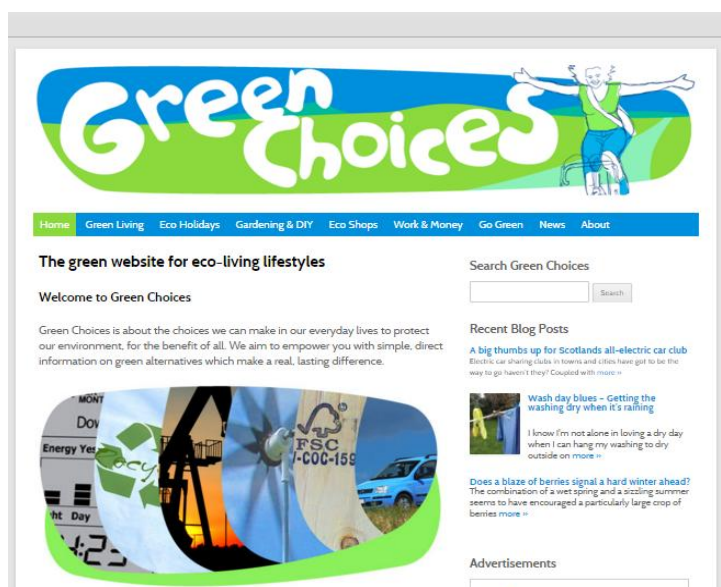 Green
Choices
Home Green Living Eco Holidays Gardening & DIY Eco Shops Work & Money Go Green News About
The green website for eco-living lifestyles
Welcome to Green Choices
Green Choices is about the choices we can make in our everyday lives to protect
our environment, for the benefit of all. We aim to empower you with simple, direct
information on green alternatives which make a real, lasting difference.
MONT
Energy Yes
ht Day
Recyc
FSC
-COC-159
Search Green Choices
Search
Recent Blog Posts
A big thumbs up for Scotlands all-electric car club
Electric car sharing clubs in towns and cities have got to be the
way to go haven't they? Coupled with more »
Wash day blues – Getting the
washing dry when it's raining
I know I'm not alone in loving a dry day
when I can hang my washing to dry
outside on more »
Does a blaze of berries signal a hard winter ahead?
The combination of a wet spring and a sizzling summer
seems to have encouraged a particularly large crop of
berries more »
Advertisements